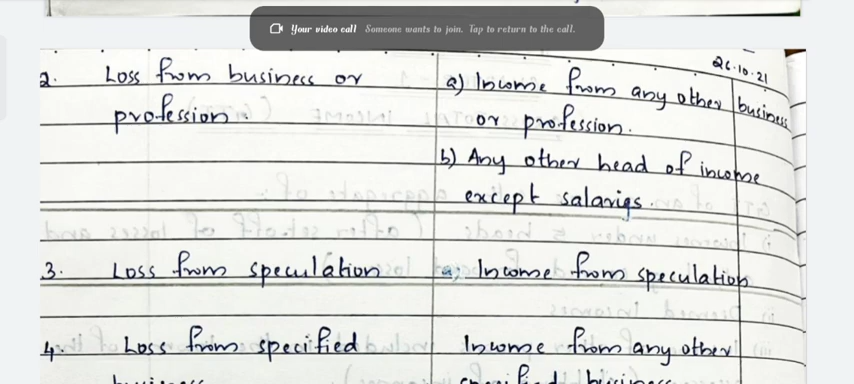 Your video call Someone wants to join. Tap to return to the call.
26.10.21
2. Loss from business or
profession.
a) Income from any other business
or profession.
b) Any other head of income
except salaries.
3. Loss from speculation
a) Income from speculation
4. Loss from specified
Income from any other